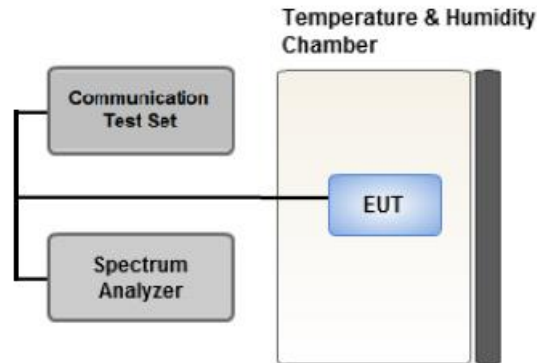 Temperature & Humidity
Chamber
Communication
Test Set
EUT
Spectrum
Analyzer